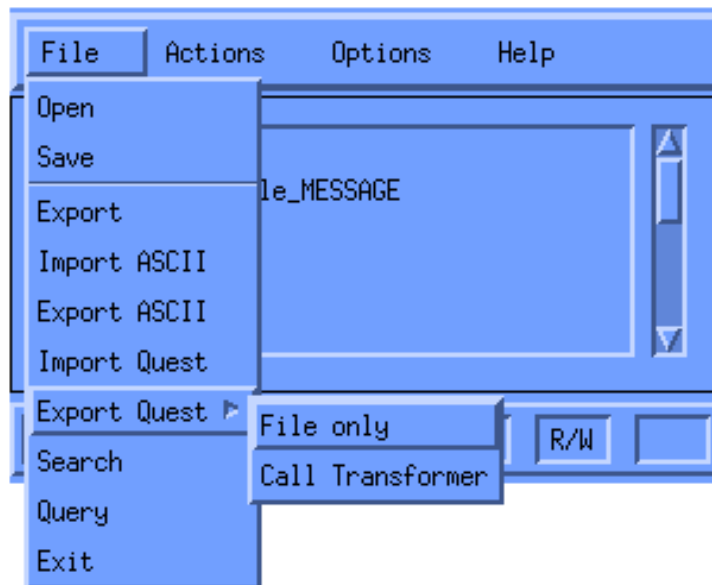 File Actions Options Help
Open
Save
le_MESSAGE
Export
Import ASCII
Export ASCII
Import Quest
Export Quest
File only
R/W
Search
Call Transformer
Query
Exit